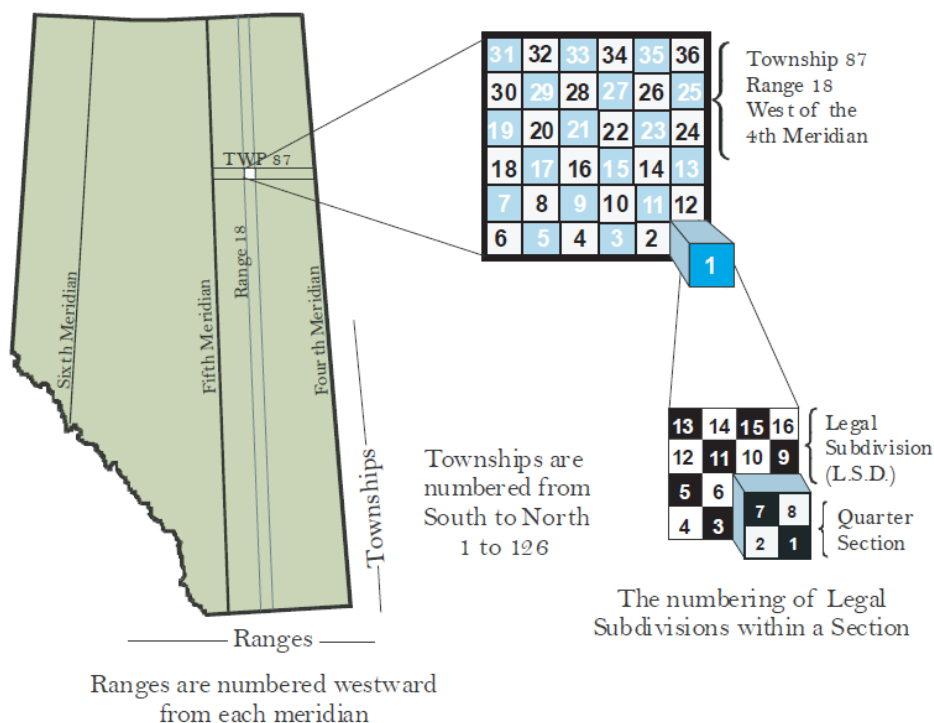 TWP 87
Range 18
Sixth Meridian
Fifth Meridian
Fourth Meridian
Townships
Ranges
Ranges are numbered westward
from each meridian
31 32 33 34 35 36
30 29 28 27 26 25
19 20 21 22 23 24
18 17 16 15 14 13
7 8 9 10 11 12
6 5 4 3 2
1
Township 87
Range 18
West of the
4th Meridian
Townships are
numbered from
South to North
1 to 126
13 14 15 16
12 11 10 9
5 6
4 3
7 8
2 1
Legal
Subdivision
(L.S.D.)
Quarter
Section
The numbering of Legal
Subdivisions within a Section